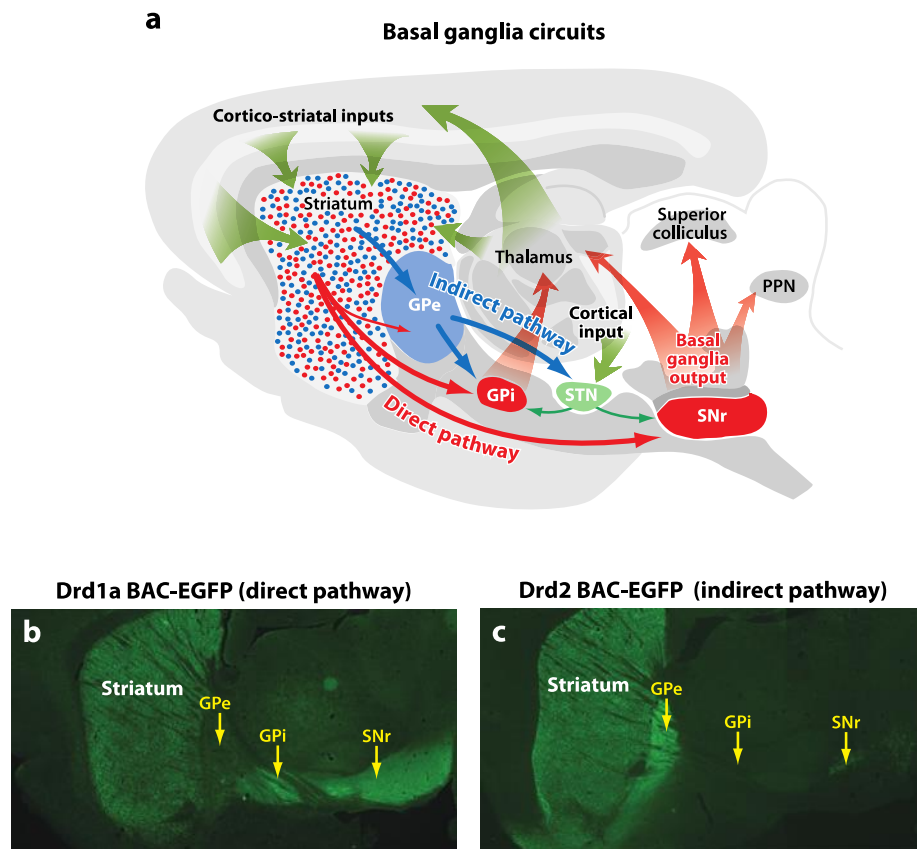 a
Basal ganglia circuits
Cortico-striatal inputs
Striatum
Superior
colliculus
Thalamus
PPN
GPe
Indirect pathway
Cortical
input
Basal
ganglia
output
GPi
STN
SNr
Direct pathway
Drd1a BAC-EGFP (direct pathway)
b
Striatum
GPe
GPi
SNr
Drd2 BAC-EGFP (indirect pathway)
c
Striatum
GPe
GPi
SNr